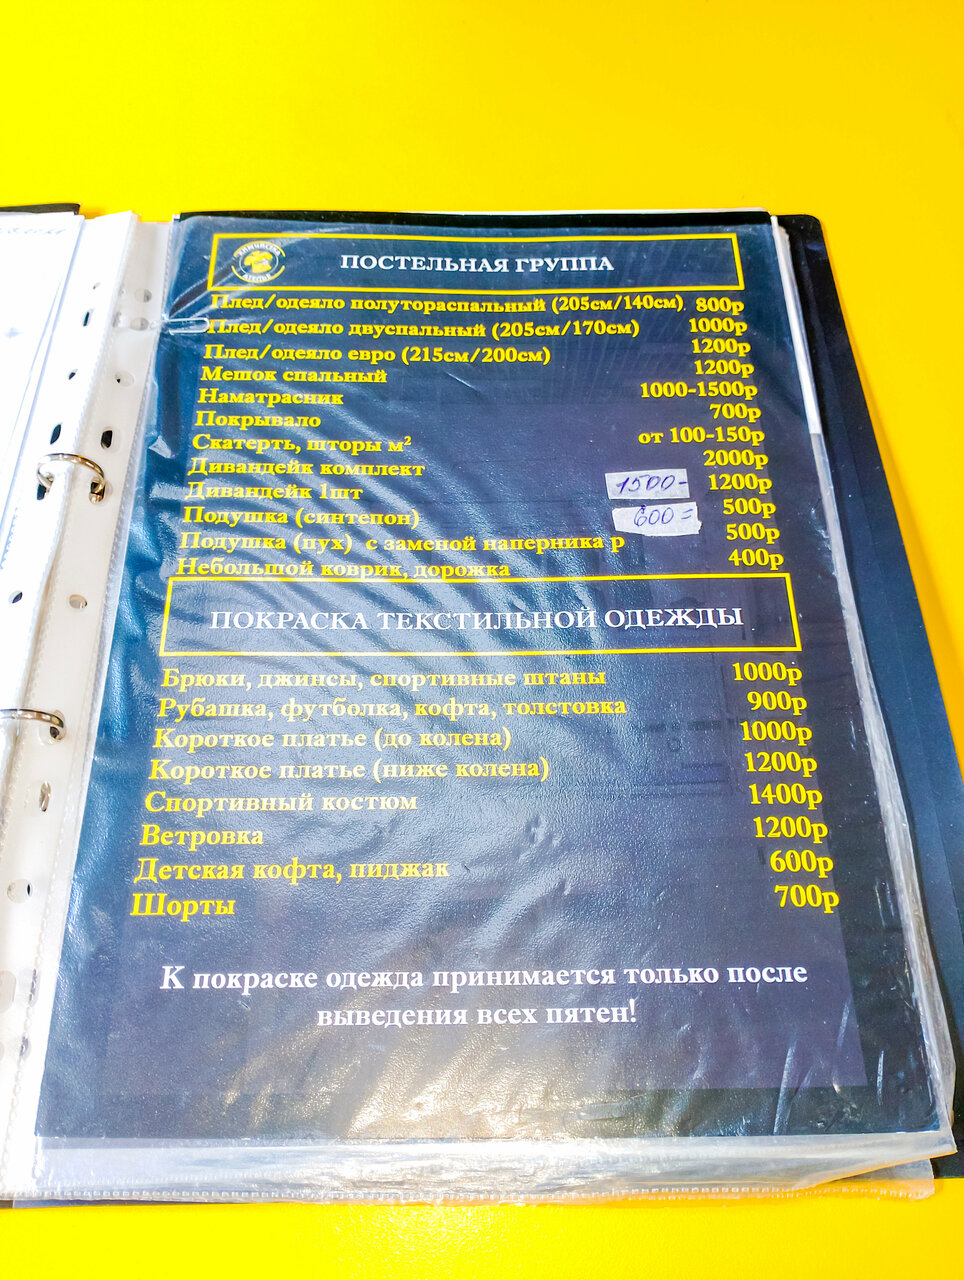 ПОСТЕЛЬНАЯ ГРУППА
Плед/одеяло полутораспальный (205см/140см) 800р
Плед/одеяло двуспальный (205см/170см) 1000р
Плед/одеяло евро (215см/200см) 1200р
Мешок спальный 1200р
Наматрасник 1000-1500р
Покрывало 700р
Скатерть, шторы м² от 100-150р
Дивандейк комплект 2000р
Дивандейк 1шт 1500- 1200р
Подушка (синтепон) 600= 500р
Подушка (пух) с заменой наперника р 500р
Небольшой коврик, дорожка 400р
ПОКРАСКА ТЕКСТИЛЬНОЙ ОДЕЖДЫ
Брюки, джинсы, спортивные штаны 1000р
Рубашка, футболка, кофта, толстовка 900р
Короткое платье (до колена) 1000р
Короткое платье (ниже колена) 1200р
Спортивный костюм 1400р
Ветровка 1200р
Детская кофта, пиджак 600р
Шорты 700р
К покраске одежда принимается только после
выведения всех пятен!